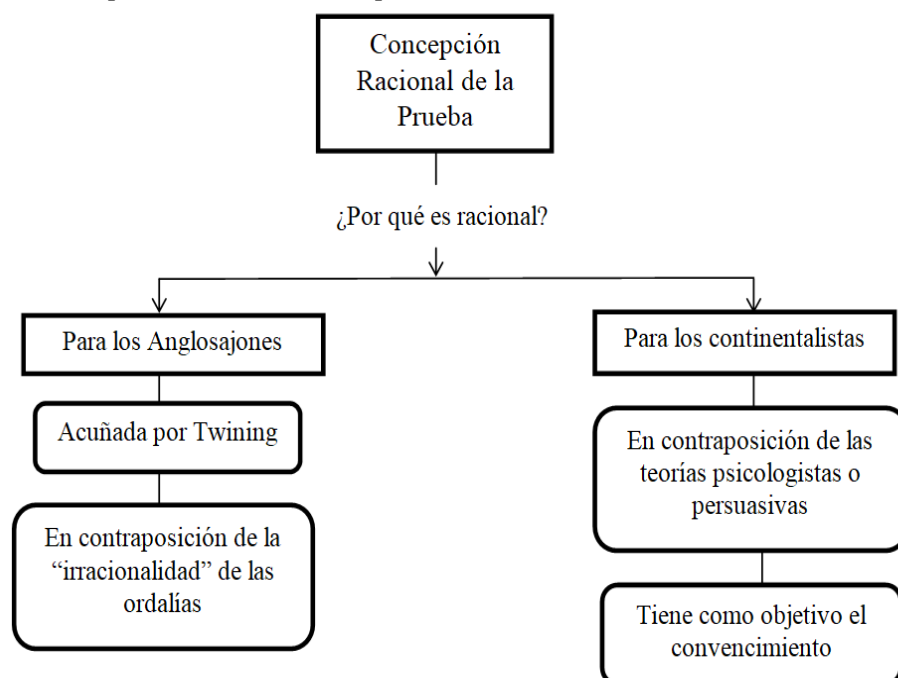 Concepción
Racional de la
Prueba
¿Por qué es racional?
Para los Anglosajones
Acuñada por Twining
En contraposición de la
“irracionalidad” de las
ordalías
Para los continentalistas
En contraposición de las
teorías psicologistas o
persuasivas
Tiene como objetivo el
convencimiento